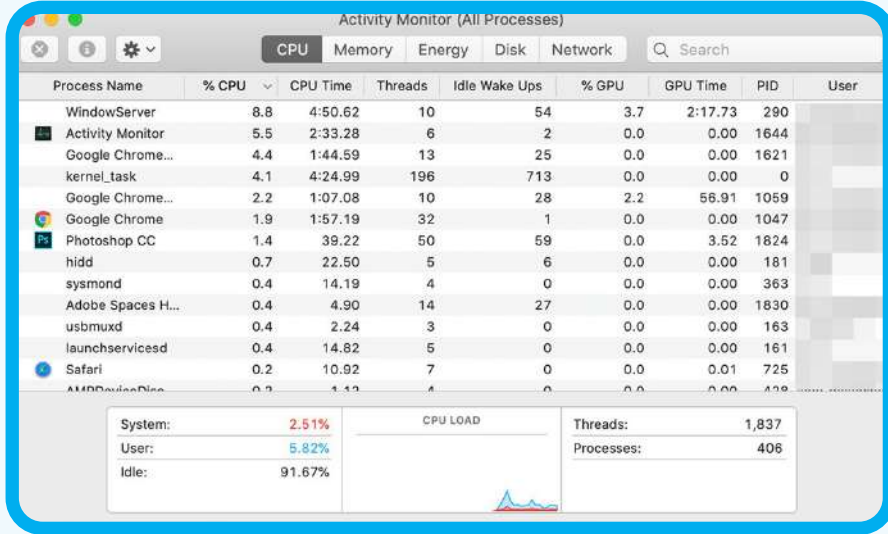 Activity Monitor (All Processes)
CPU Memory Energy Disk Network Search
Process Name % CPU CPU Time Threads Idle Wake Ups % GPU GPU Time PID User
WindowServer 8.8 4:50.62 10 54 3.7 2:17.73 290
Activity Monitor 5.5 2:33.28 6 2 0.0 0.00 1644
Google Chrome... 4.4 1:44.59 13 25 0.0 0.00 1621
kernel_task 4.1 4:24.99 196 713 0.0 0.00 0
Google Chrome... 2.2 1:07.08 10 28 2.2 56.91 1059
Google Chrome 1.9 1:57.19 32 1 0.0 0.00 1047
Ps Photoshop CC 1.4 39.22 50 59 0.0 3.52 1824
hidd 0.7 22.50 5 6 0.0 0.00 181
sysmond 0.4 14.19 4 0 0.0 0.00 363
Adobe Spaces H... 0.4 4.90 14 27 0.0 0.00 1830
usbmuxd 0.4 2.24 3 0 0.0 0.00 163
launchservicesd 0.4 14.82 5 0 0.0 0.00 161
Safari 0.2 10.92 7 0 0.0 0.01 725
System: 2.51% CPU LOAD Threads: 1,837
User: 5.82% Processes: 406
Idle: 91.67%